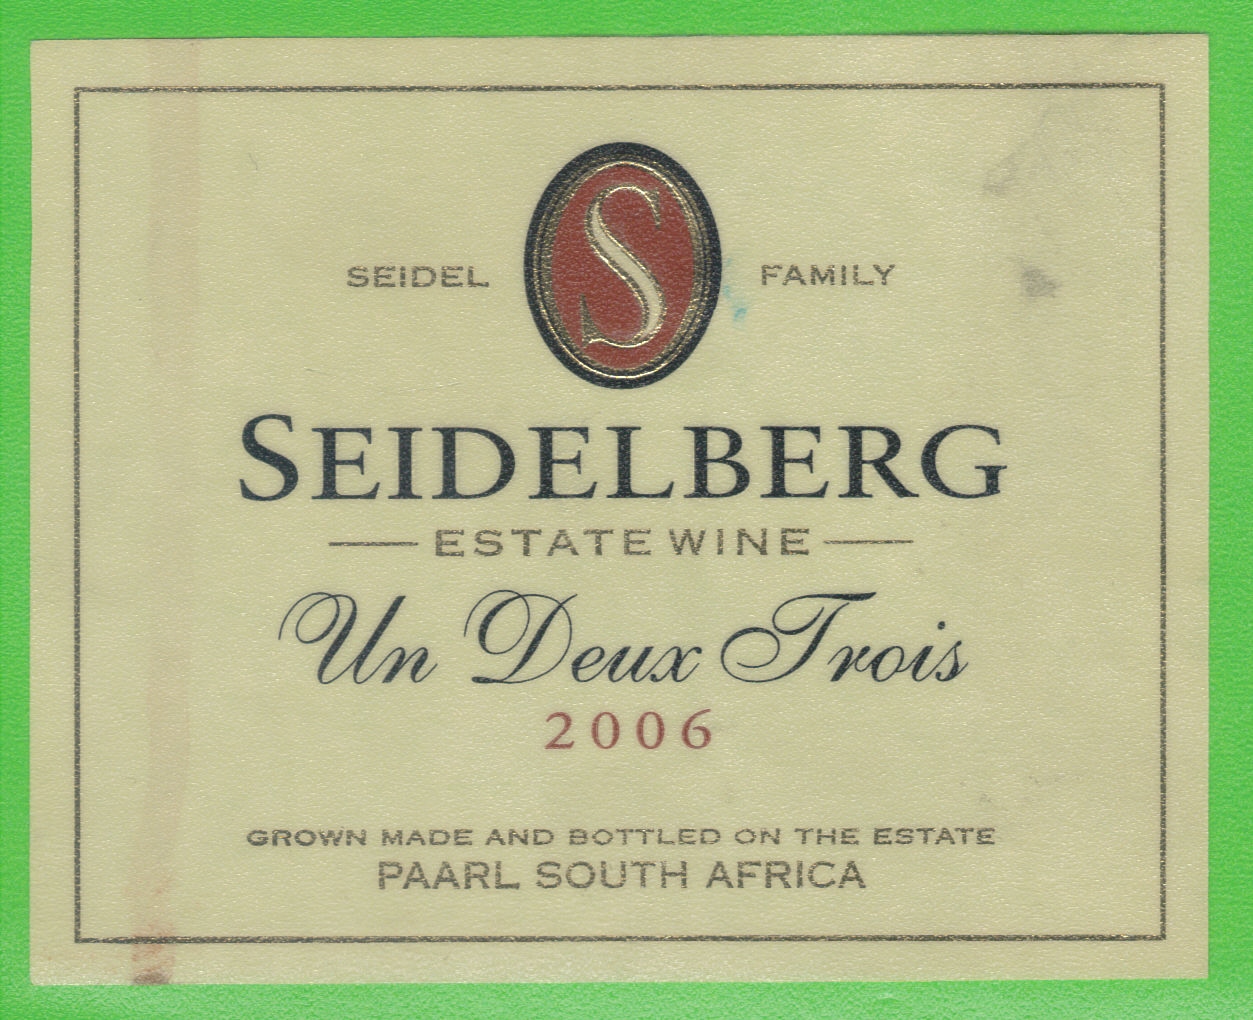 S
SEIDEL FAMILY
SEIDELBERG
ESTATE WINE
Un Deux Trois
2006
GROWN MADE AND BOTTLED ON THE ESTATE
PAARL SOUTH AFRICA